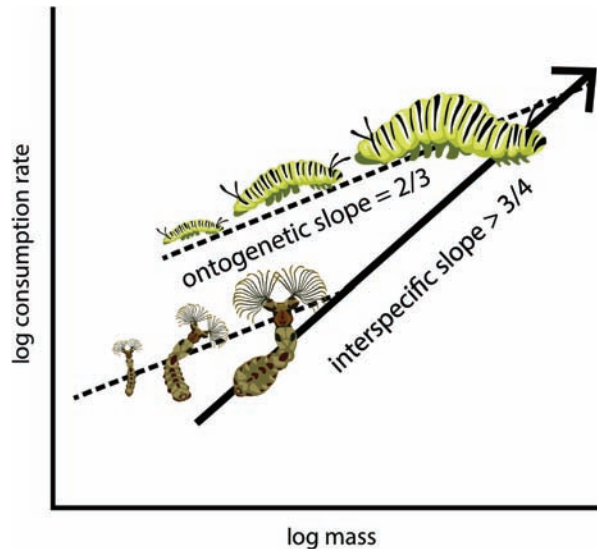 log consumption rate
ontogenetic slope = 2/3
interspecific slope > 3/4
log mass